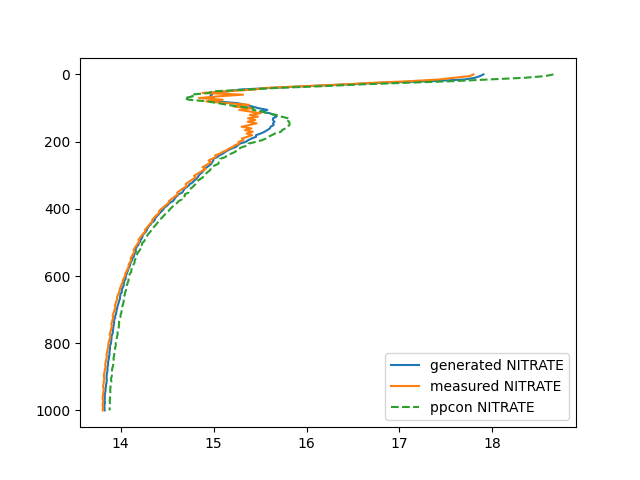 0
200
400
600
800
1000
14 15 16 17 18
generated NITRATE
measured NITRATE
ppcon NITRATE